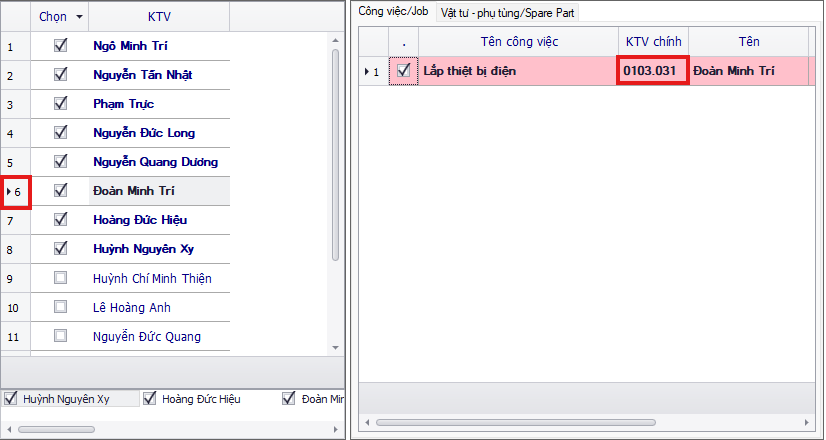 Chọn KTV
1 Ngô Minh Trí
2 Nguyễn Tấn Nhật
3 Phạm Trực
4 Nguyễn Đức Long
5 Nguyễn Quang Dương
6 Đoàn Minh Trí
7 Hoàng Đức Hiệu
8 Huỳnh Nguyên Xy
9 Huỳnh Chí Minh Thiện
10 Lê Hoàng Anh
11 Nguyễn Đức Quang
Huỳnh Nguyên Xy Hoàng Đức Hiệu Đoàn Min
Công việc/Job Vật tư - phụ tùng/Spare Part
. Tên công việc KTV chính Tên
1 Lắp thiết bị điện 0103.031 Đoàn Minh Trí